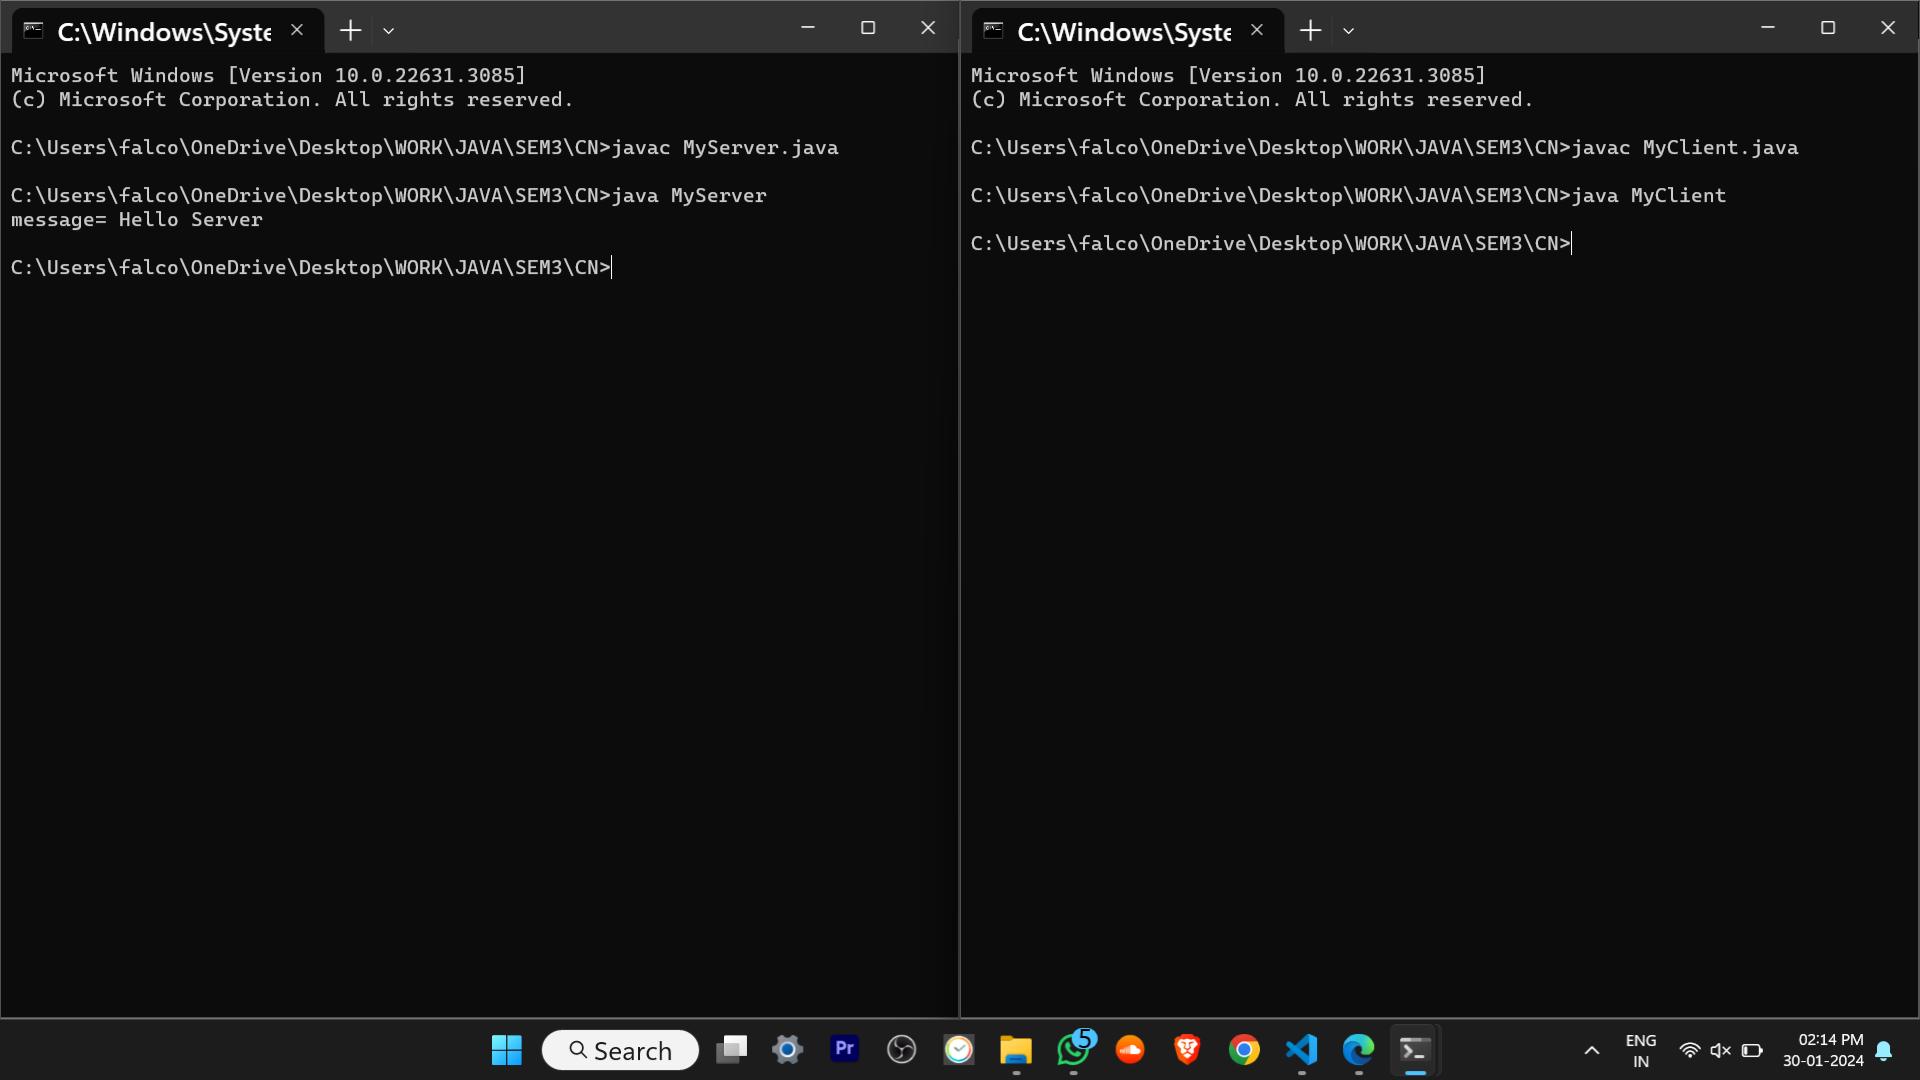 C:\Windows\Syste
Microsoft Windows [Version 10.0.22631.3085]
(c) Microsoft Corporation. All rights reserved.
C:\Users\falco\OneDrive\Desktop\WORK\JAVA\SEM3\CN>javac MyServer.java
C:\Users\falco\OneDrive\Desktop\WORK\JAVA\SEM3\CN>java MyServer
message= Hello Server
C:\Users\falco\OneDrive\Desktop\WORK\JAVA\SEM3\CN>
C:\Windows\Syste
Microsoft Windows [Version 10.0.22631.3085]
(c) Microsoft Corporation. All rights reserved.
C:\Users\falco\OneDrive\Desktop\WORK\JAVA\SEM3\CN>javac MyClient.java
C:\Users\falco\OneDrive\Desktop\WORK\JAVA\SEM3\CN>java MyClient
C:\Users\falco\OneDrive\Desktop\WORK\JAVA\SEM3\CN>
Search
Pr
5
ENG
IN
02:14 PM
30-01-2024